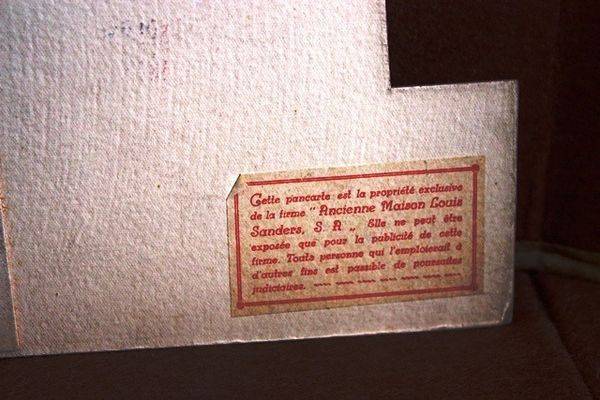 Cette pancarte est la propriété exclusive
de la firme "Ancienne Maison Louis
Sanders, S. A „ Elle ne peut être
exposée que pour la publicité de cette
firme. Toute personne qui l'emploierait à
d'autres fins est passible de poursuites
judiciaires.